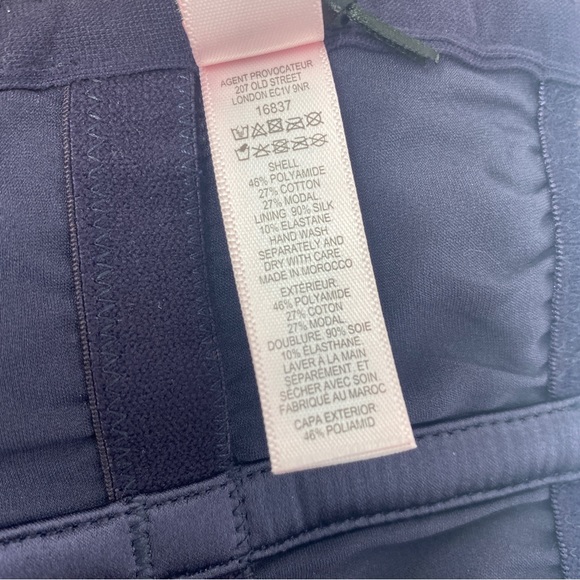 AGENT PROVOCATEUR
207 OLD STREET
LONDON EC1V 9NR
16837
SHELL
46% POLYAMIDE
27% COTTON
27% MODAL
LINING 90% SILK
10% ELASTANE
HAND WASH
SEPARATELY AND
DRY WITH CARE
MADE IN MOROCCO
EXTÉRIEUR
46% POLYAMIDE
27% COTON
27% MODAL
DOUBLURE 90% SOIE
10% ÉLASTHANE
LAVER À LA MAIN
SÉPARÉMENT ET
SÉCHER AVEC SOIN
FABRIQUÉ AU MAROC
CAPA EXTERIOR
46% POLIAMID